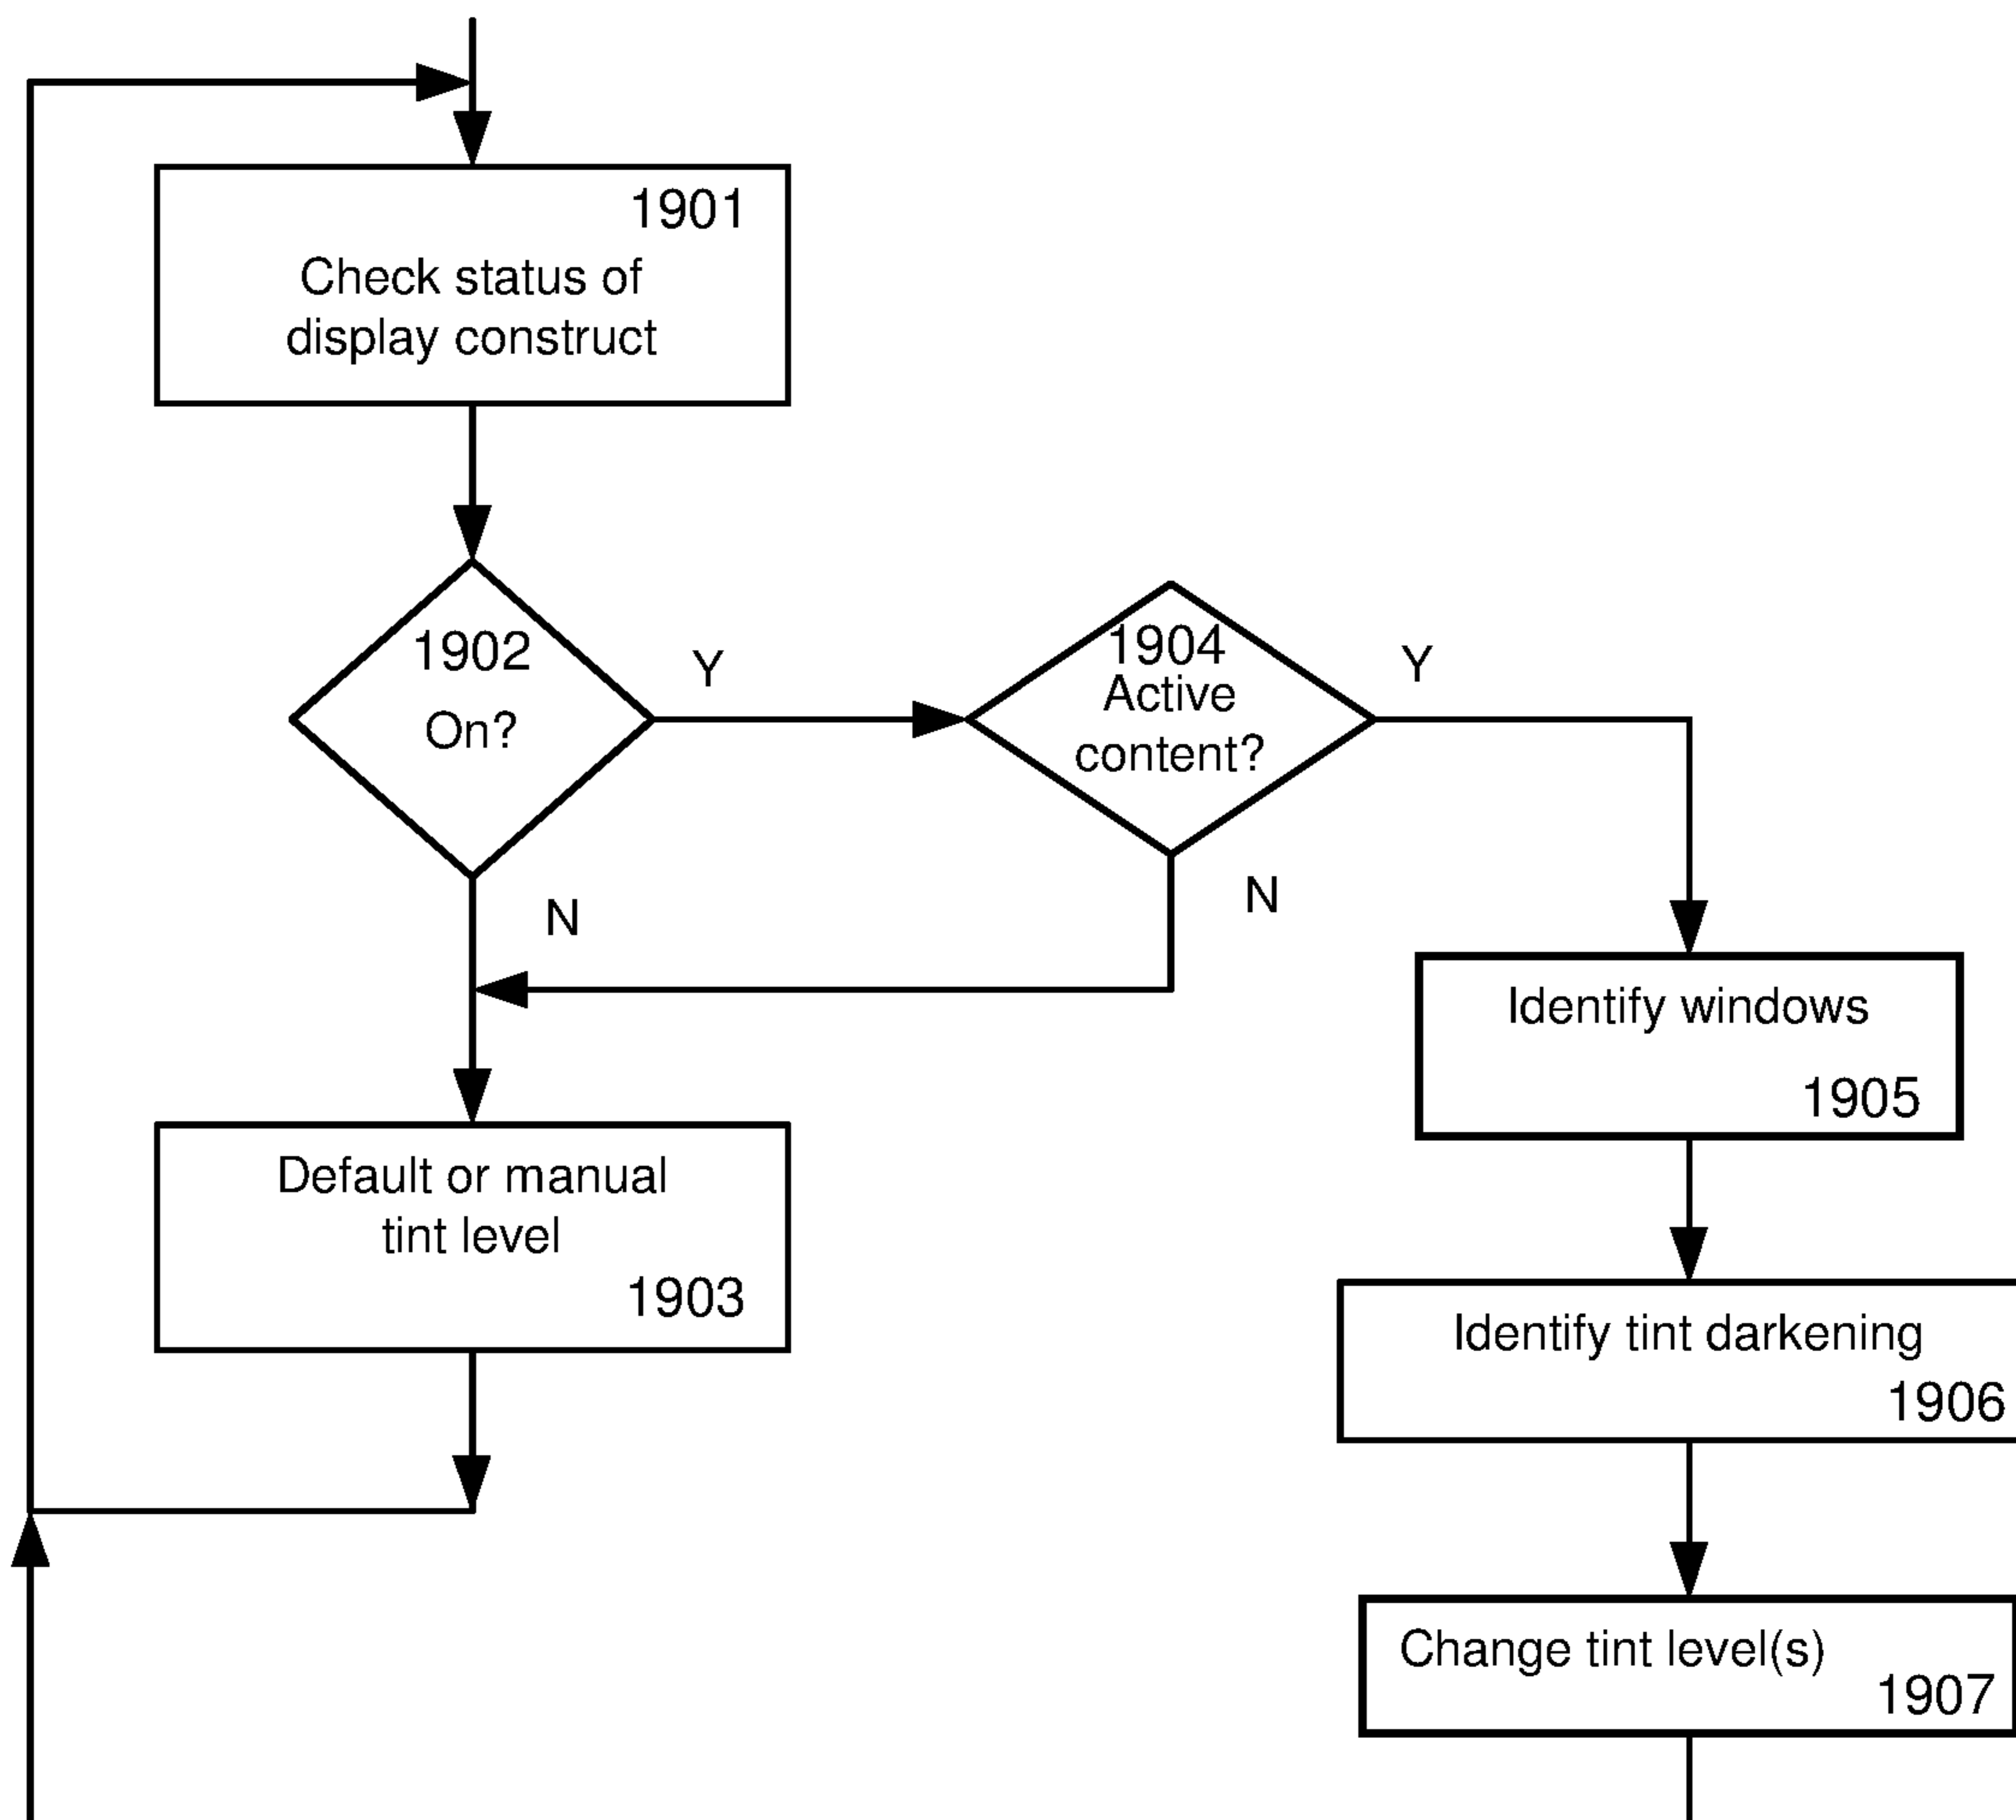 1901
Check status of
display construct
1902
On?
Y
1904
Active
content?
Y
N
N
Default or manual
tint level
1903
Identify windows
1905
Identify tint darkening
1906
Change tint level(s)
1907